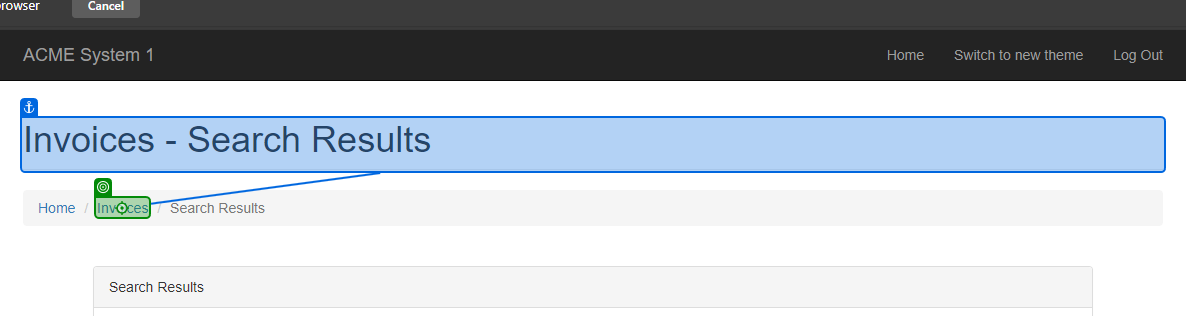 rowser Cancel
ACME System 1 Home Switch to new theme Log Out
Invoices - Search Results
Home / Invoices / Search Results
Search Results